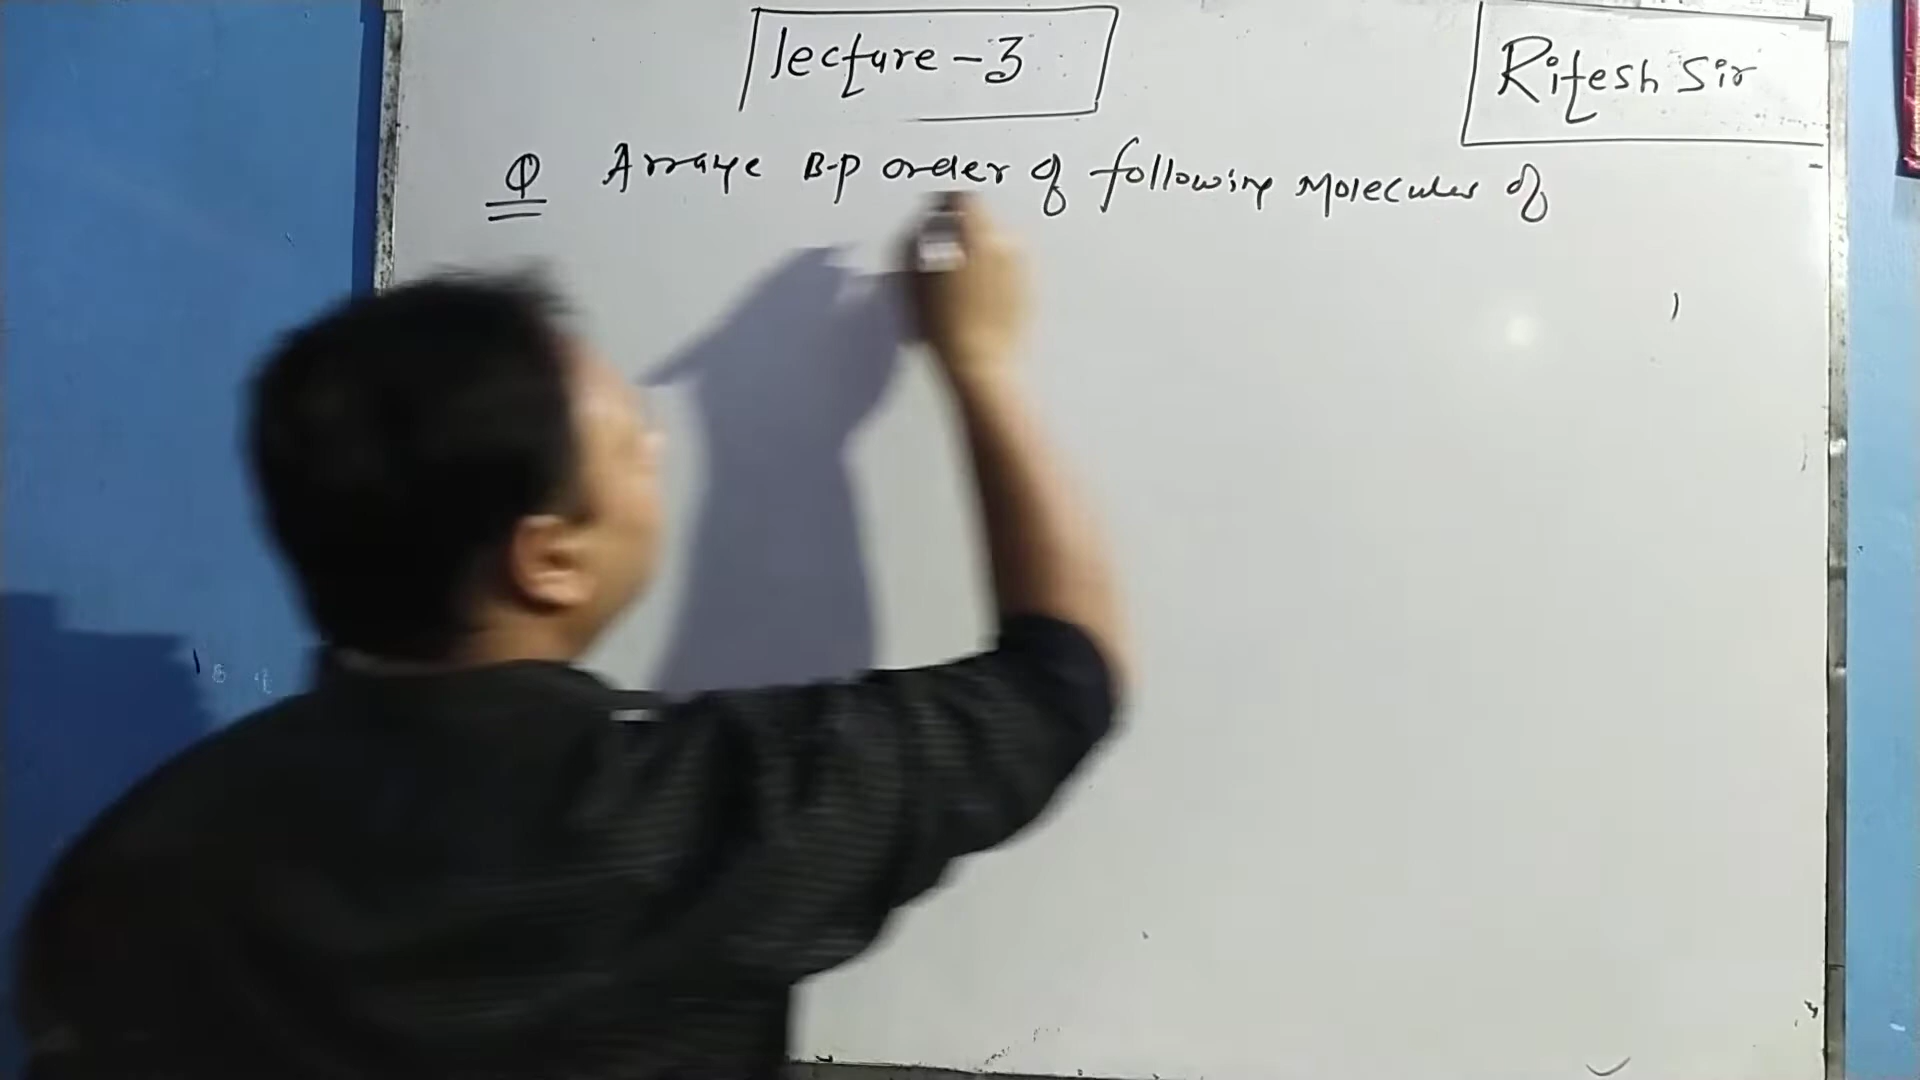 lecture - 3
Ritesh Sir
Q Arrange B.P order of following Molecules of